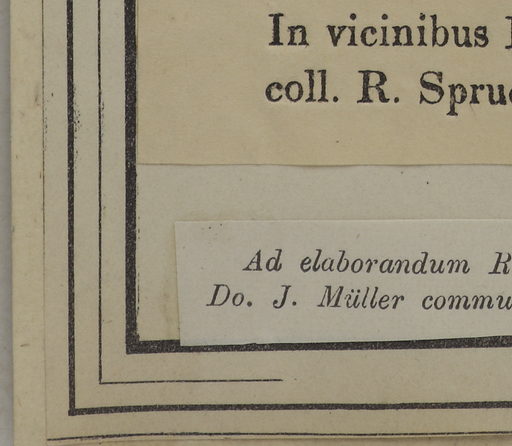 In vicinibus
coll. R.
Ad elaborandum
Do. J. Müller